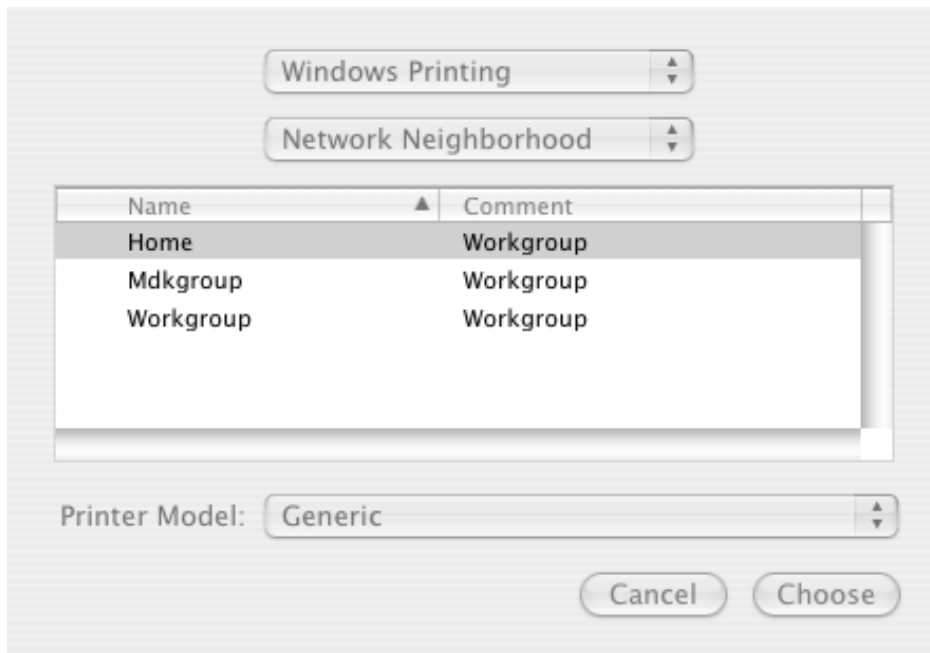 Windows Printing
Network Neighborhood
Name Comment
Home Workgroup
Mdkgroup Workgroup
Workgroup Workgroup
Printer Model: Generic
Cancel Choose